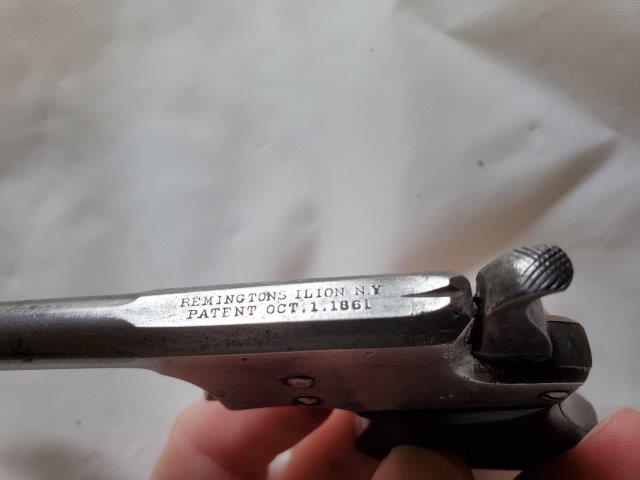 REMINGTONS ILION N.Y
PATENT OCT.1.1861